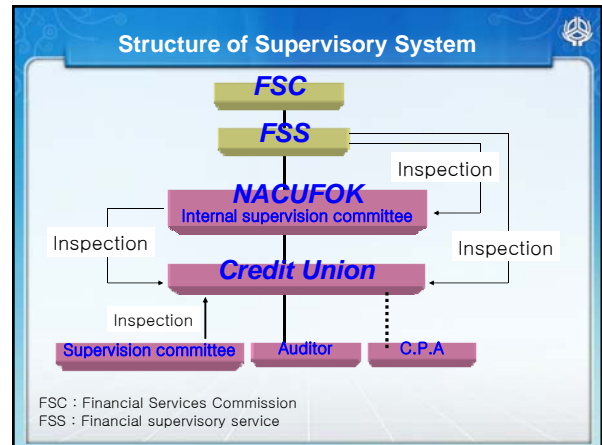 Structure of Supervisory System
FSC
FSS
Inspection
NACUFOK
Internal supervision committee
Inspection
Inspection
Credit Union
Inspection
Supervision committee
Auditor
C.P.A
FSC : Financial Services Commission
FSS : Financial supervisory service